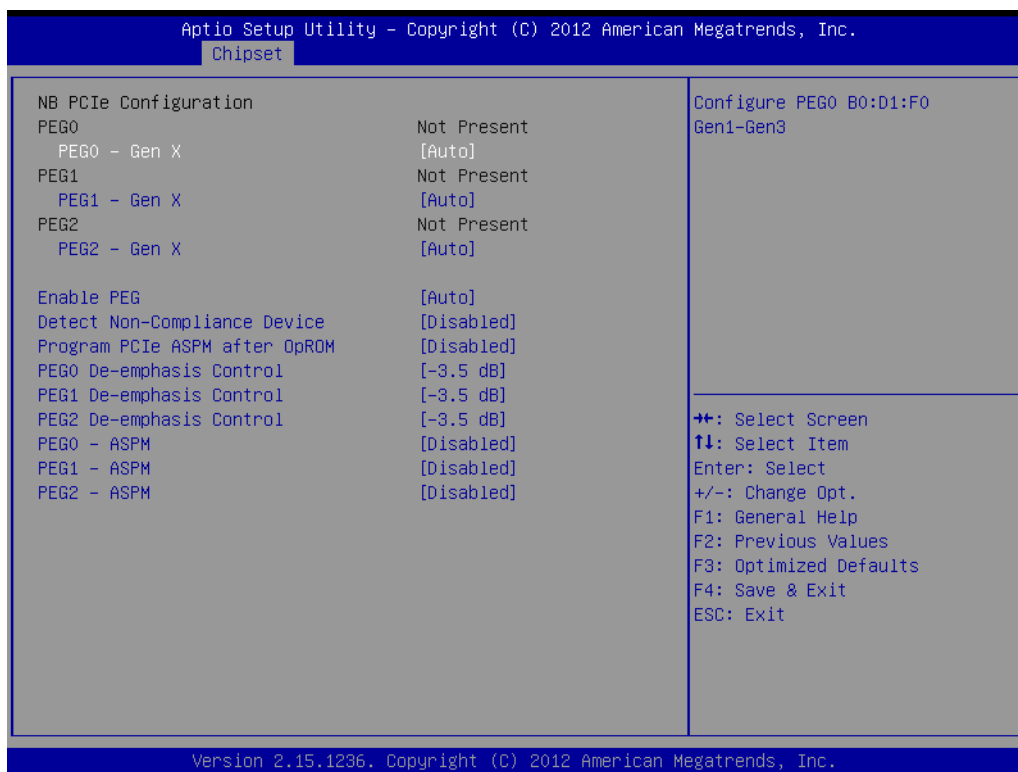 Aptio Setup Utility – Copyright (C) 2012 American Megatrends, Inc.
Chipset
NB PCIe Configuration
PEG0 Not Present
PEG0 – Gen X [Auto]
PEG1 Not Present
PEG1 – Gen X [Auto]
PEG2 Not Present
PEG2 – Gen X [Auto]
Enable PEG [Auto]
Detect Non-Compliance Device [Disabled]
Program PCIe ASPM after OpROM [Disabled]
PEG0 De-emphasis Control [-3.5 dB]
PEG1 De-emphasis Control [-3.5 dB]
PEG2 De-emphasis Control [-3.5 dB]
PEG0 – ASPM [Disabled]
PEG1 – ASPM [Disabled]
PEG2 – ASPM [Disabled]
Configure PEG0 B0:D1:F0
Gen1-Gen3
→←: Select Screen
↑↓: Select Item
Enter: Select
+/-: Change Opt.
F1: General Help
F2: Previous Values
F3: Optimized Defaults
F4: Save & Exit
ESC: Exit
Version 2.15.1236. Copyright (C) 2012 American Megatrends, Inc.